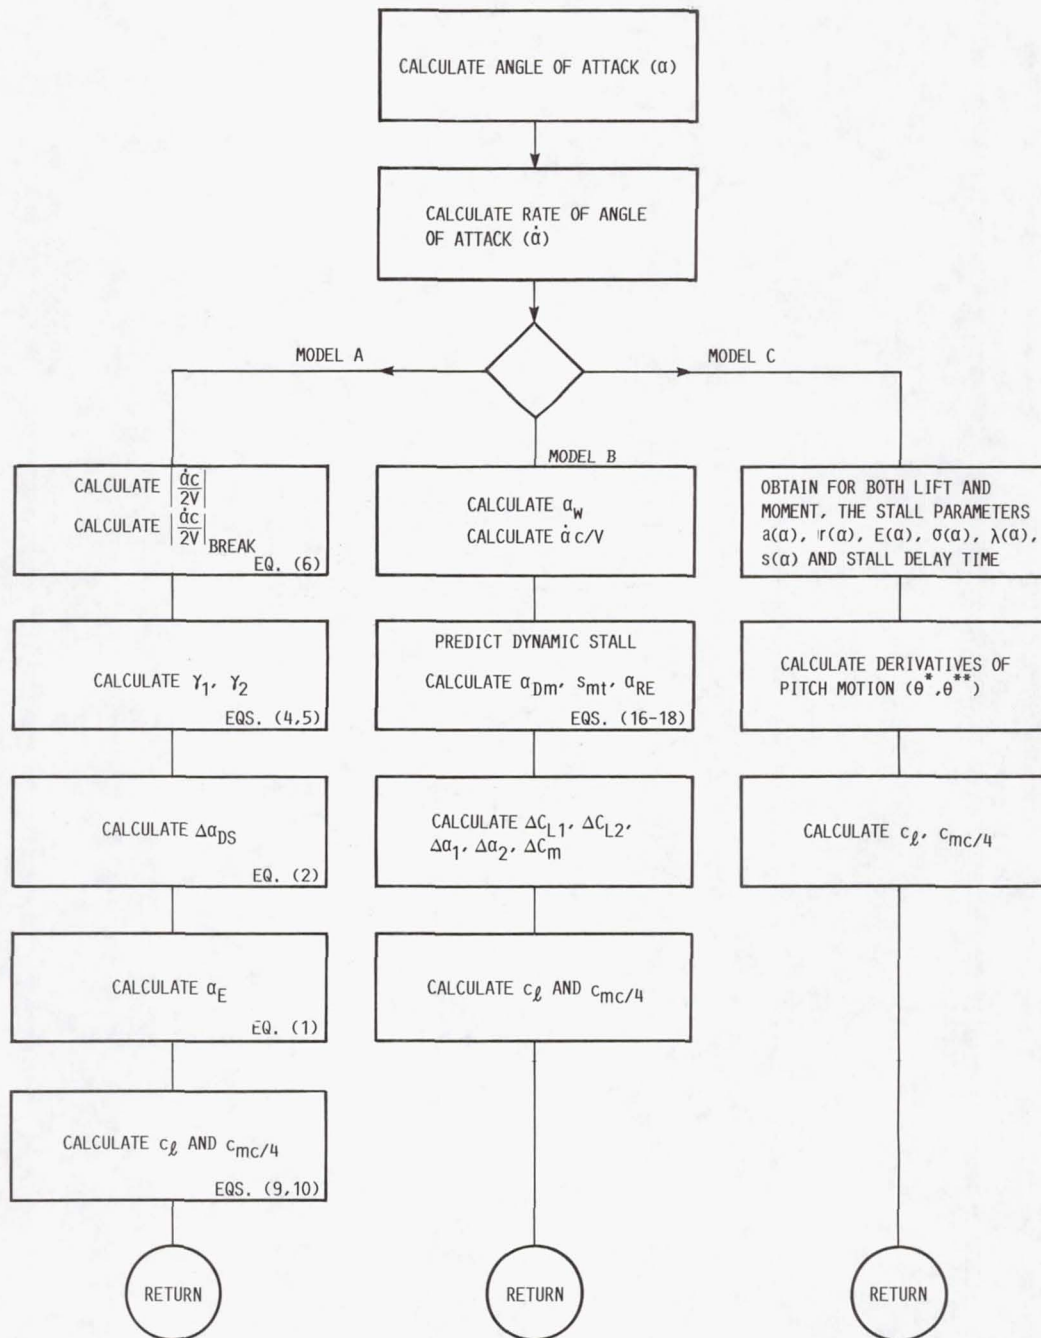 CALCULATE ANGLE OF ATTACK (α)
CALCULATE RATE OF ANGLE
OF ATTACK (α̇)
MODEL A
MODEL C
MODEL B
CALCULATE |α̇c/2V|
CALCULATE |α̇c/2V|BREAK
EQ. (6)
CALCULATE γ1, γ2
EQS. (4,5)
CALCULATE ΔαDS
EQ. (2)
CALCULATE αE
EQ. (1)
CALCULATE cℓ AND cmc/4
EQS. (9,10)
RETURN
CALCULATE αw
CALCULATE α̇ c/V
PREDICT DYNAMIC STALL
CALCULATE αDm, smt, αRE
EQS. (16-18)
CALCULATE ΔCL1, ΔCL2,
Δα1, Δα2, ΔCm
CALCULATE cℓ AND cmc/4
RETURN
OBTAIN FOR BOTH LIFT AND
MOMENT, THE STALL PARAMETERS
a(α), r(α), E(α), σ(α), λ(α),
s(α) AND STALL DELAY TIME
CALCULATE DERIVATIVES OF
PITCH MOTION (θ*,θ**)
CALCULATE cℓ, cmc/4
RETURN